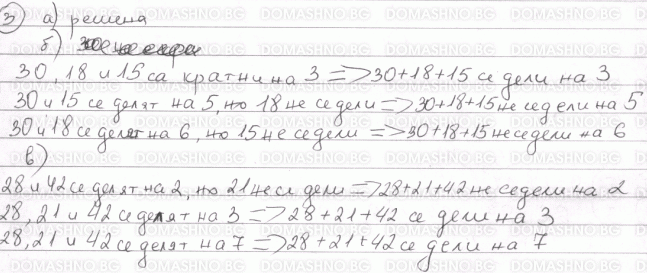 3) а) решена
б)
30, 18 и 15 са кратни на 3 => 30+18+15 се дели на 3
30 и 15 се делят на 5, но 18 не се дели => 30+18+15 не се дели на 5
30 и 18 се делят на 6, но 15 не се дели => 30+18+15 не се дели на 6
в)
28 и 42 се делят на 2, но 21 не се дели => 28+21+42 не се дели на 2
28, 21 и 42 се делят на 3 => 28+21+42 се дели на 3
28, 21 и 42 се делят на 7 => 28+21+42 се дели на 7
DOMASHNO.BG